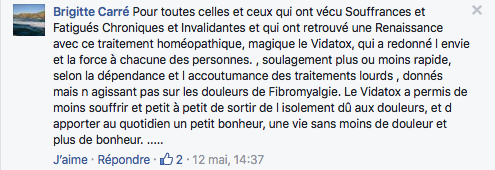 Brigitte Carré Pour toutes celles et ceux qui ont vécu Souffrances et
Fatigués Chroniques et Invalidantes et qui ont retrouvé une Renaissance
avec ce traitement homéopathique, magique le Vidatox, qui a redonné l envie
et la force à chacune des personnes. , soulagement plus ou moins rapide,
selon la dépendance et l accoutumance des traitements lourds , donnés
mais n agissant pas sur les douleurs de Fibromyalgie. Le Vidatox a permis de
moins souffrir et petit à petit de sortir de l isolement dû aux douleurs, et d
apporter au quotidien un petit bonheur, une vie sans moins de douleur et
plus de bonheur. .....
J'aime · Répondre · 2 · 12 mai, 14:37